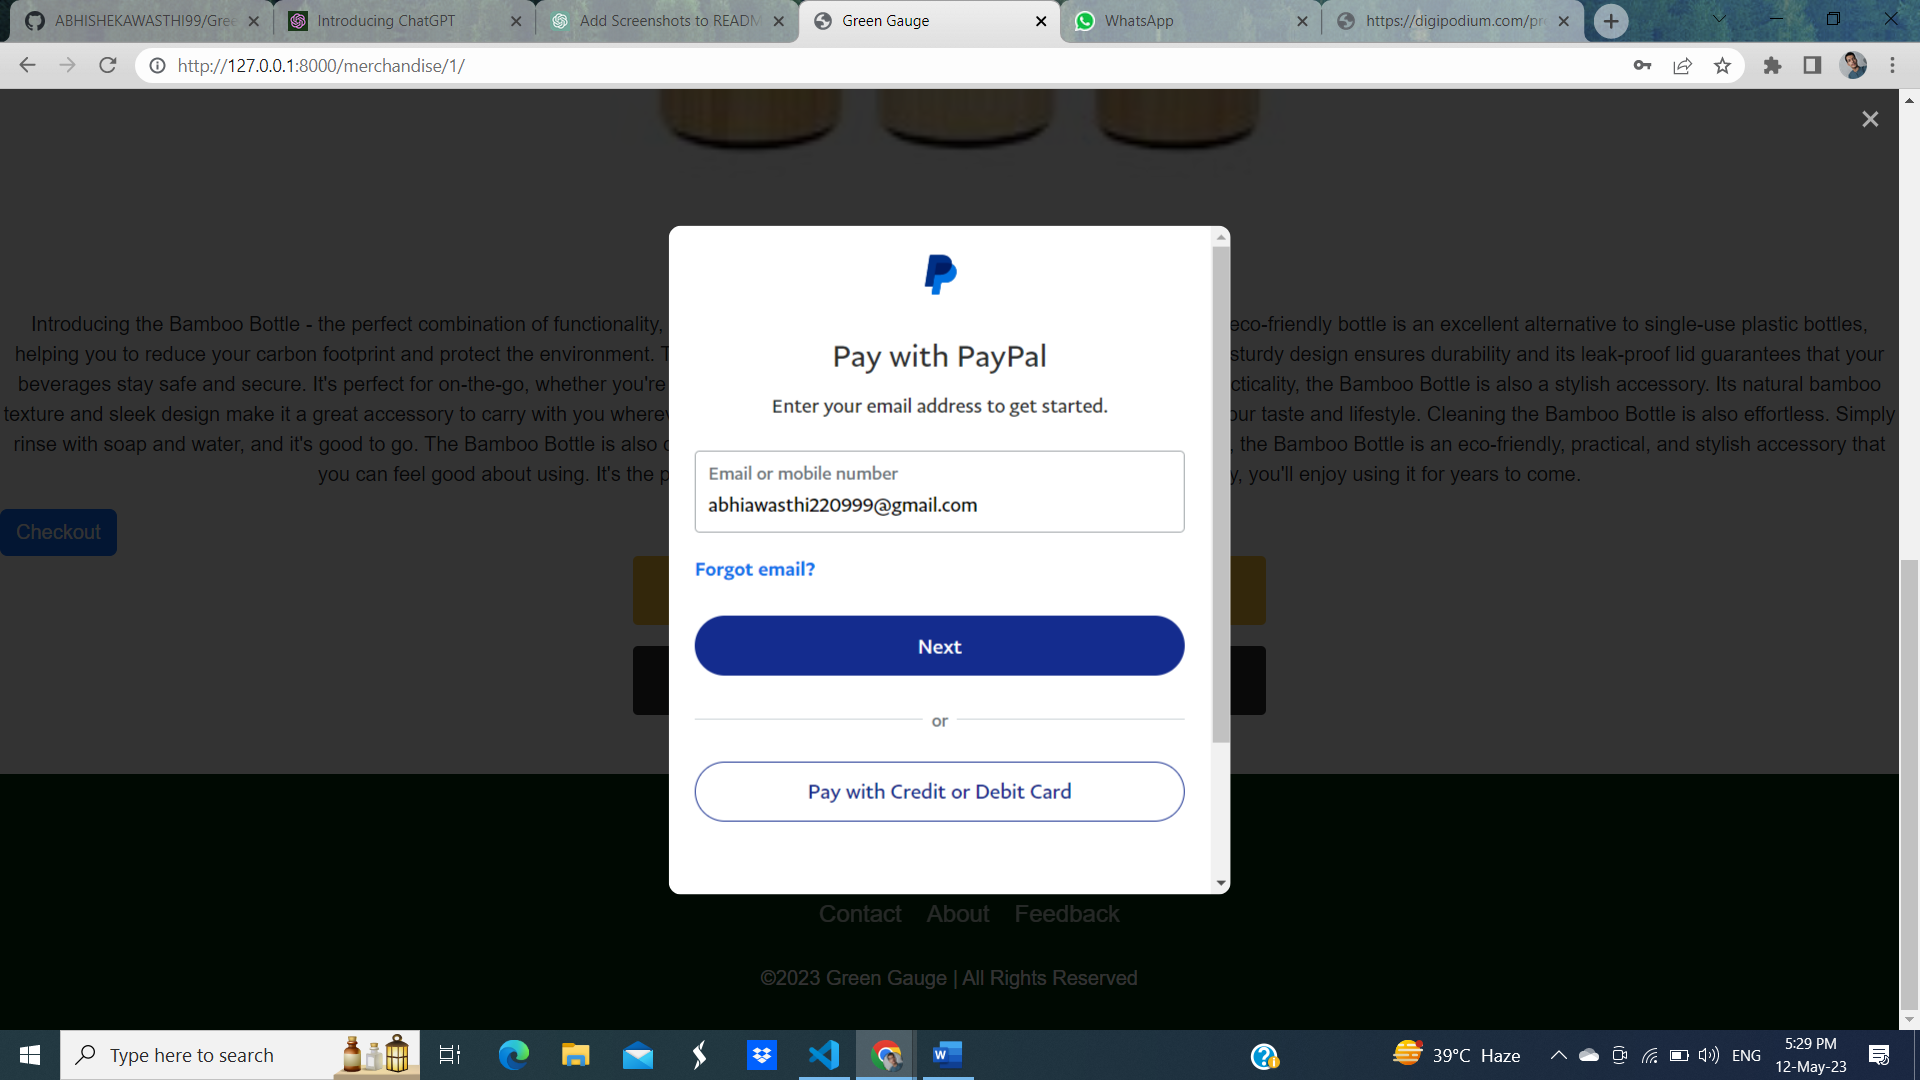 ABHISHEKAWASTHI99/Gree
Introducing ChatGPT
Add Screenshots to READM
Green Gauge
WhatsApp
https://digipodium.com/pr
http://127.0.0.1:8000/merchandise/1/
Pay with PayPal
Enter your email address to get started.
Email or mobile number
abhiawasthi220999@gmail.com
Forgot email?
Next
or
Pay with Credit or Debit Card
Introducing the Bamboo Bottle - the perfect combination of functionality, eco-friendly bottle is an excellent alternative to single-use plastic bottles,
helping you to reduce your carbon footprint and protect the environment. T sturdy design ensures durability and its leak-proof lid guarantees that your
beverages stay safe and secure. It's perfect for on-the-go, whether you're cticality, the Bamboo Bottle is also a stylish accessory. Its natural bamboo
texture and sleek design make it a great accessory to carry with you wherev our taste and lifestyle. Cleaning the Bamboo Bottle is also effortless. Simply
rinse with soap and water, and it's good to go. The Bamboo Bottle is also , the Bamboo Bottle is an eco-friendly, practical, and stylish accessory that
you can feel good about using. It's the p y, you'll enjoy using it for years to come.
Checkout
Contact About Feedback
©2023 Green Gauge | All Rights Reserved
Type here to search
39°C Haze
ENG
5:29 PM
12-May-23